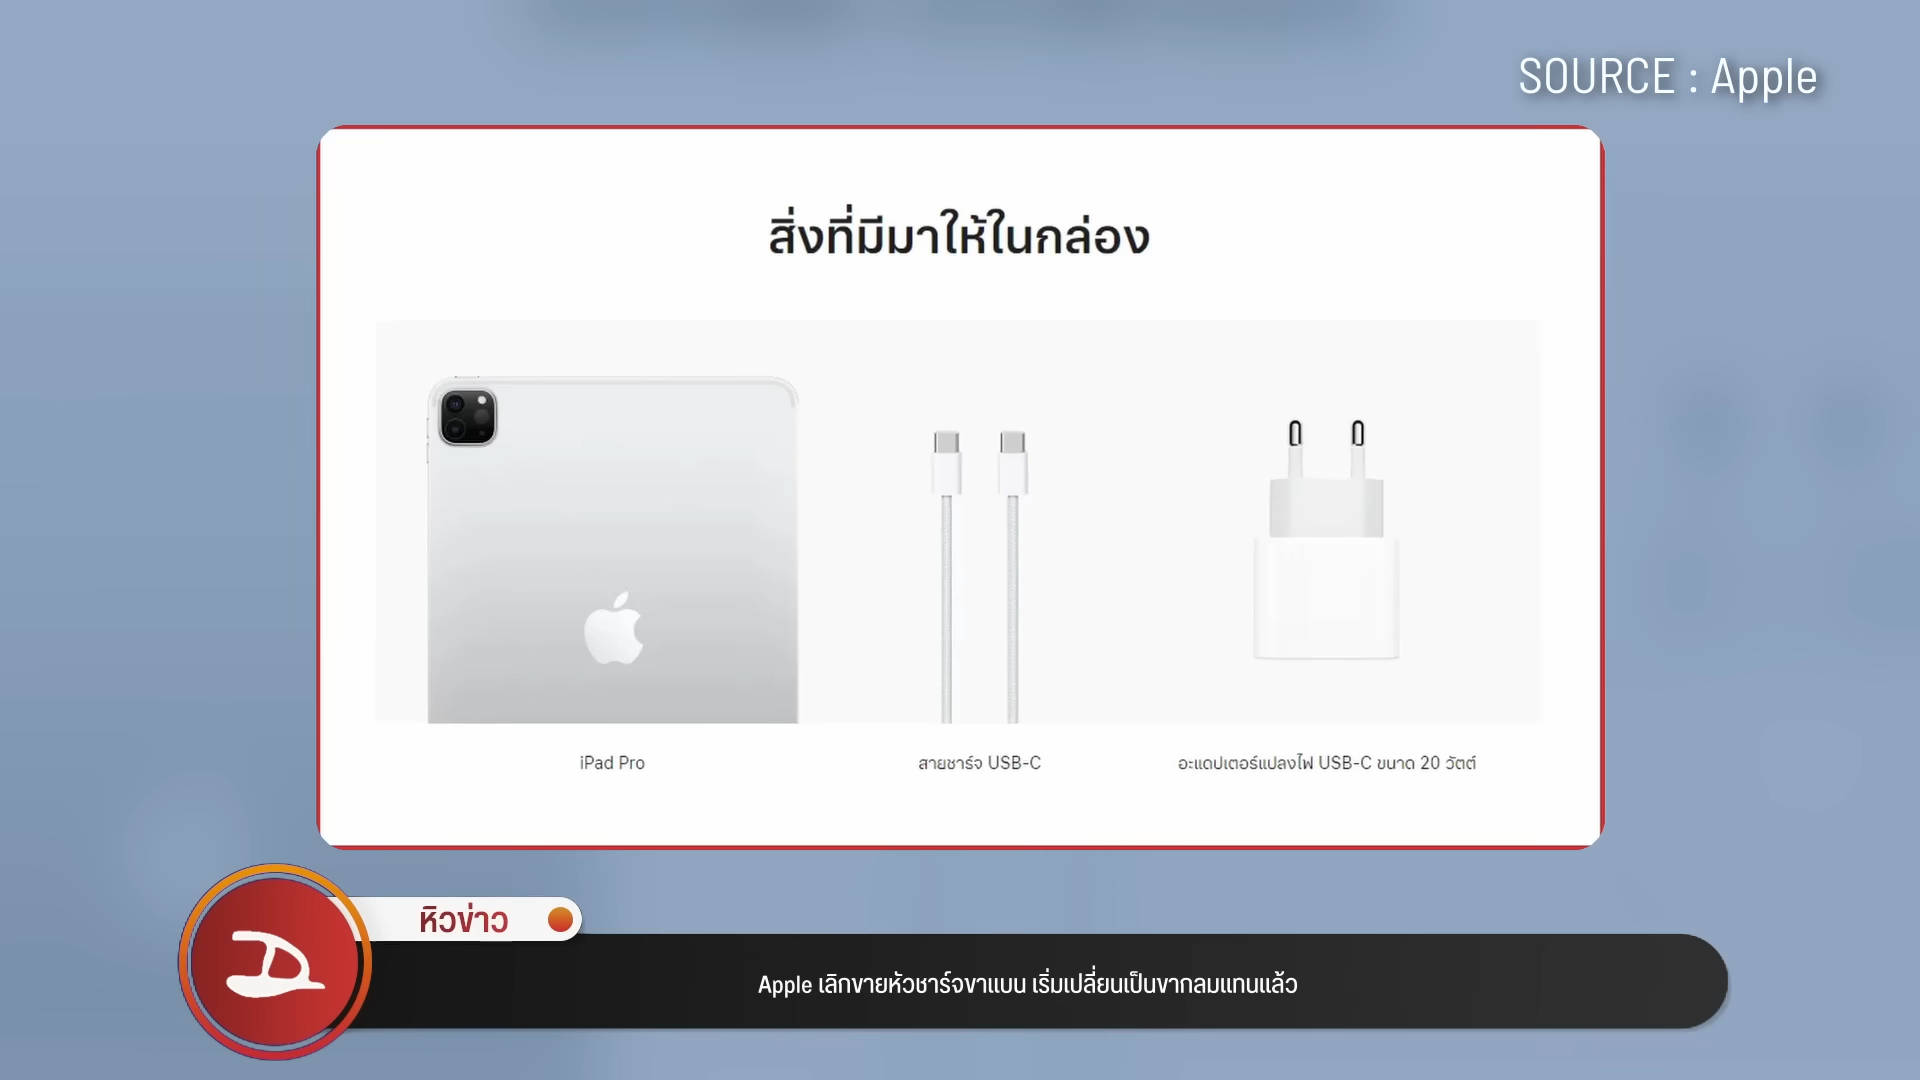 SOURCE : Apple
สิ่งที่มีมาให้ในกล่อง
iPad Pro
สายชาร์จ USB-C
อะแดปเตอร์แปลงไฟ USB-C ขนาด 20 วัตต์
หิวข่าว
Apple เลิกขายหัวชาร์จขาแบน เริ่มเปลี่ยนเป็นขากลมแทนแล้ว